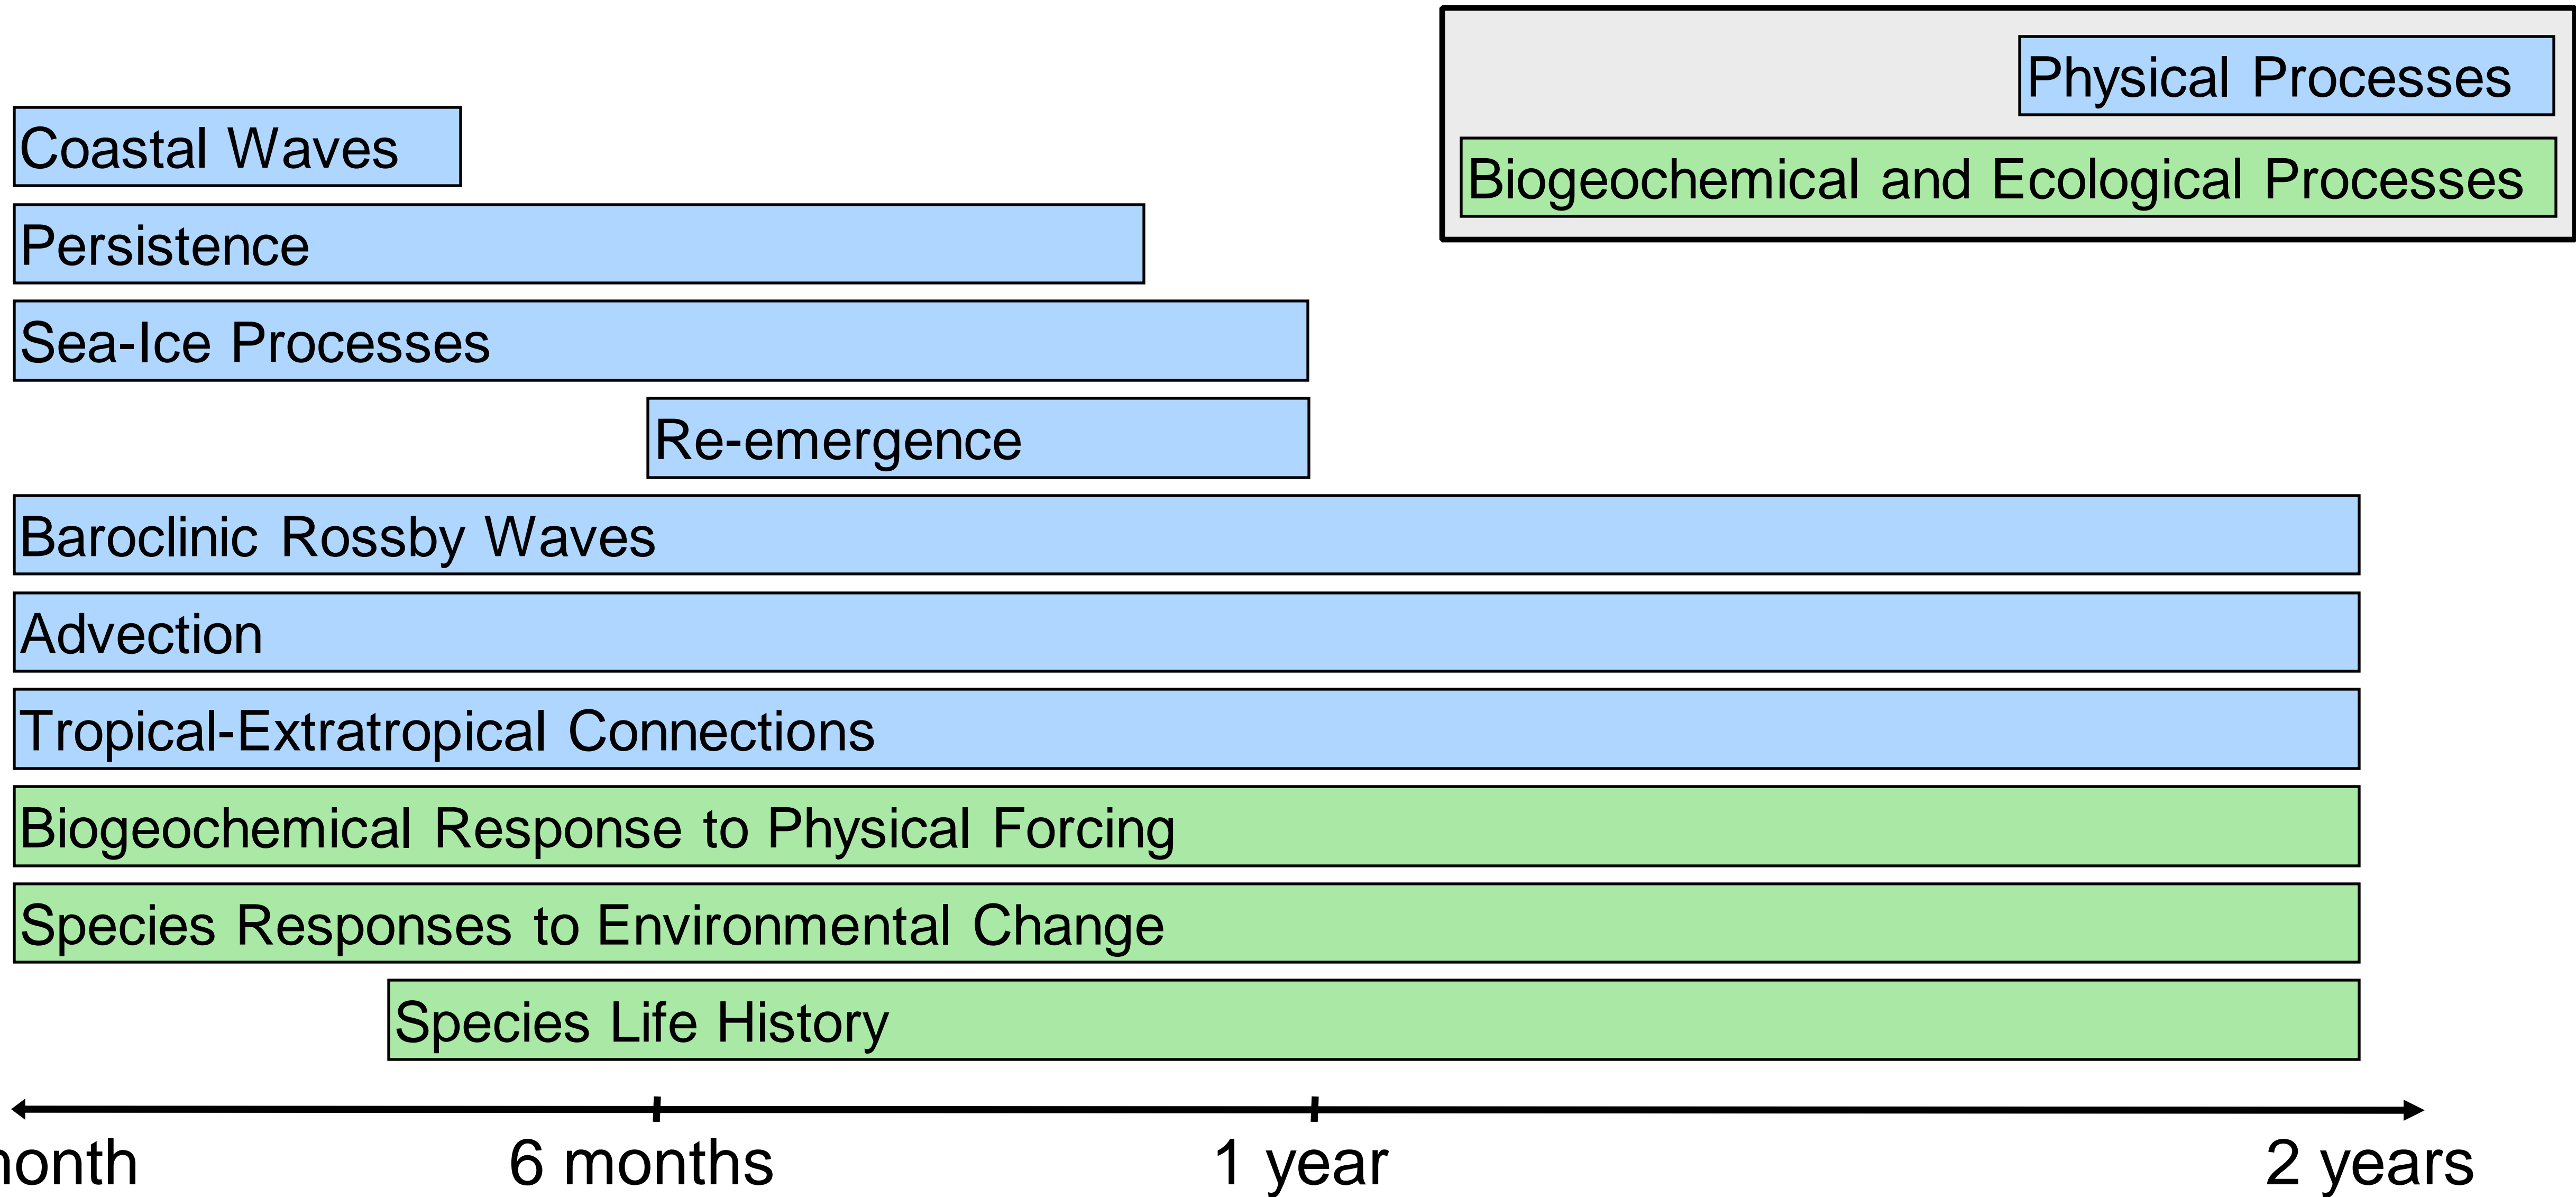 Physical Processes
Biogeochemical and Ecological Processes
Coastal Waves
Persistence
Sea-Ice Processes
Re-emergence
Baroclinic Rossby Waves
Advection
Tropical-Extratropical Connections
Biogeochemical Response to Physical Forcing
Species Responses to Environmental Change
Species Life History
6 months 1 year 2 years